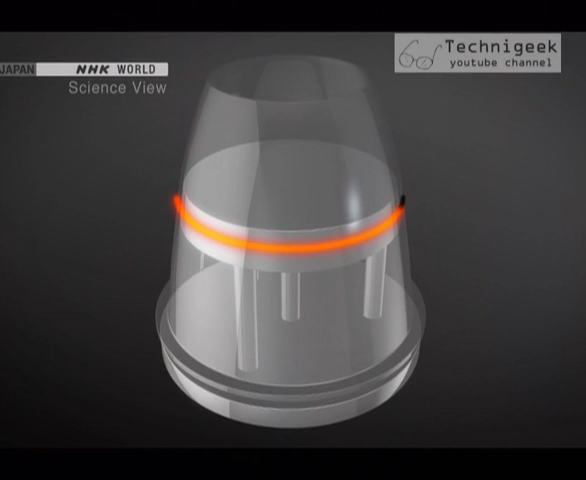 JAPAN NHK WORLD
Science View
Technigeek
youtube channel